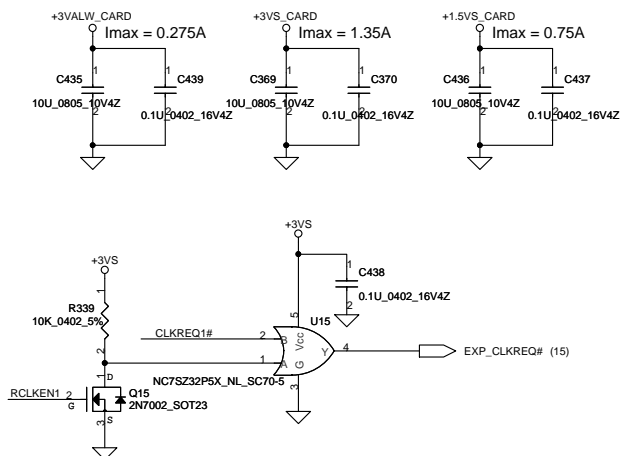 +3VALW_CARD
Imax = 0.275A
1
C435
10U_0805_10V4Z
2
1
C439
0.1U_0402_16V4Z
2
+3VS_CARD
Imax = 1.35A
1
C369
10U_0805_10V4Z
2
1
C370
0.1U_0402_16V4Z
2
+1.5VS_CARD
Imax = 0.75A
1
C436
10U_0805_10V4Z
2
1
C437
0.1U_0402_16V4Z
2
+3VS
1
R339
10K_0402_5%
2
+3VS
1
C438
0.1U_0402_16V4Z
2
U15
5
Vcc
CLKREQ1#
2
B
1
A
Y
4
G
3
NC7SZ32P5X_NL_SC70-5
EXP_CLKREQ# (15)
RCLKEN1
2
G
1
D
Q15
2N7002_SOT23
S
3